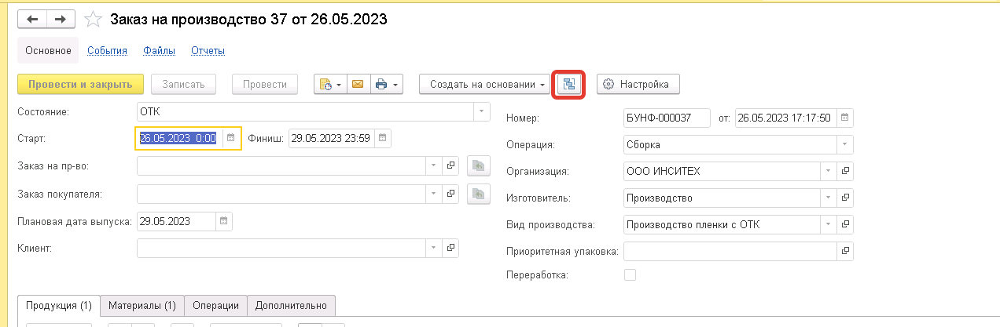 Заказ на производство 37 от 26.05.2023
Основное События Файлы Отчеты
Провести и закрыть Записать Провести Создать на основании Настройка
Состояние: ОТК
Старт: 26.05.2023 0:00 Финиш: 29.05.2023 23:59
Заказ на пр-во:
Заказ покупателя:
Плановая дата выпуска: 29.05.2023
Клиент:
Номер: БУНФ-000037 от: 26.05.2023 17:17:50
Операция: Сборка
Организация: ООО ИНСИТЕХ
Изготовитель: Производство
Вид производства: Производство пленки с ОТК
Приоритетная упаковка:
Переработка:
Продукция (1) Материалы (1) Операции Дополнительно